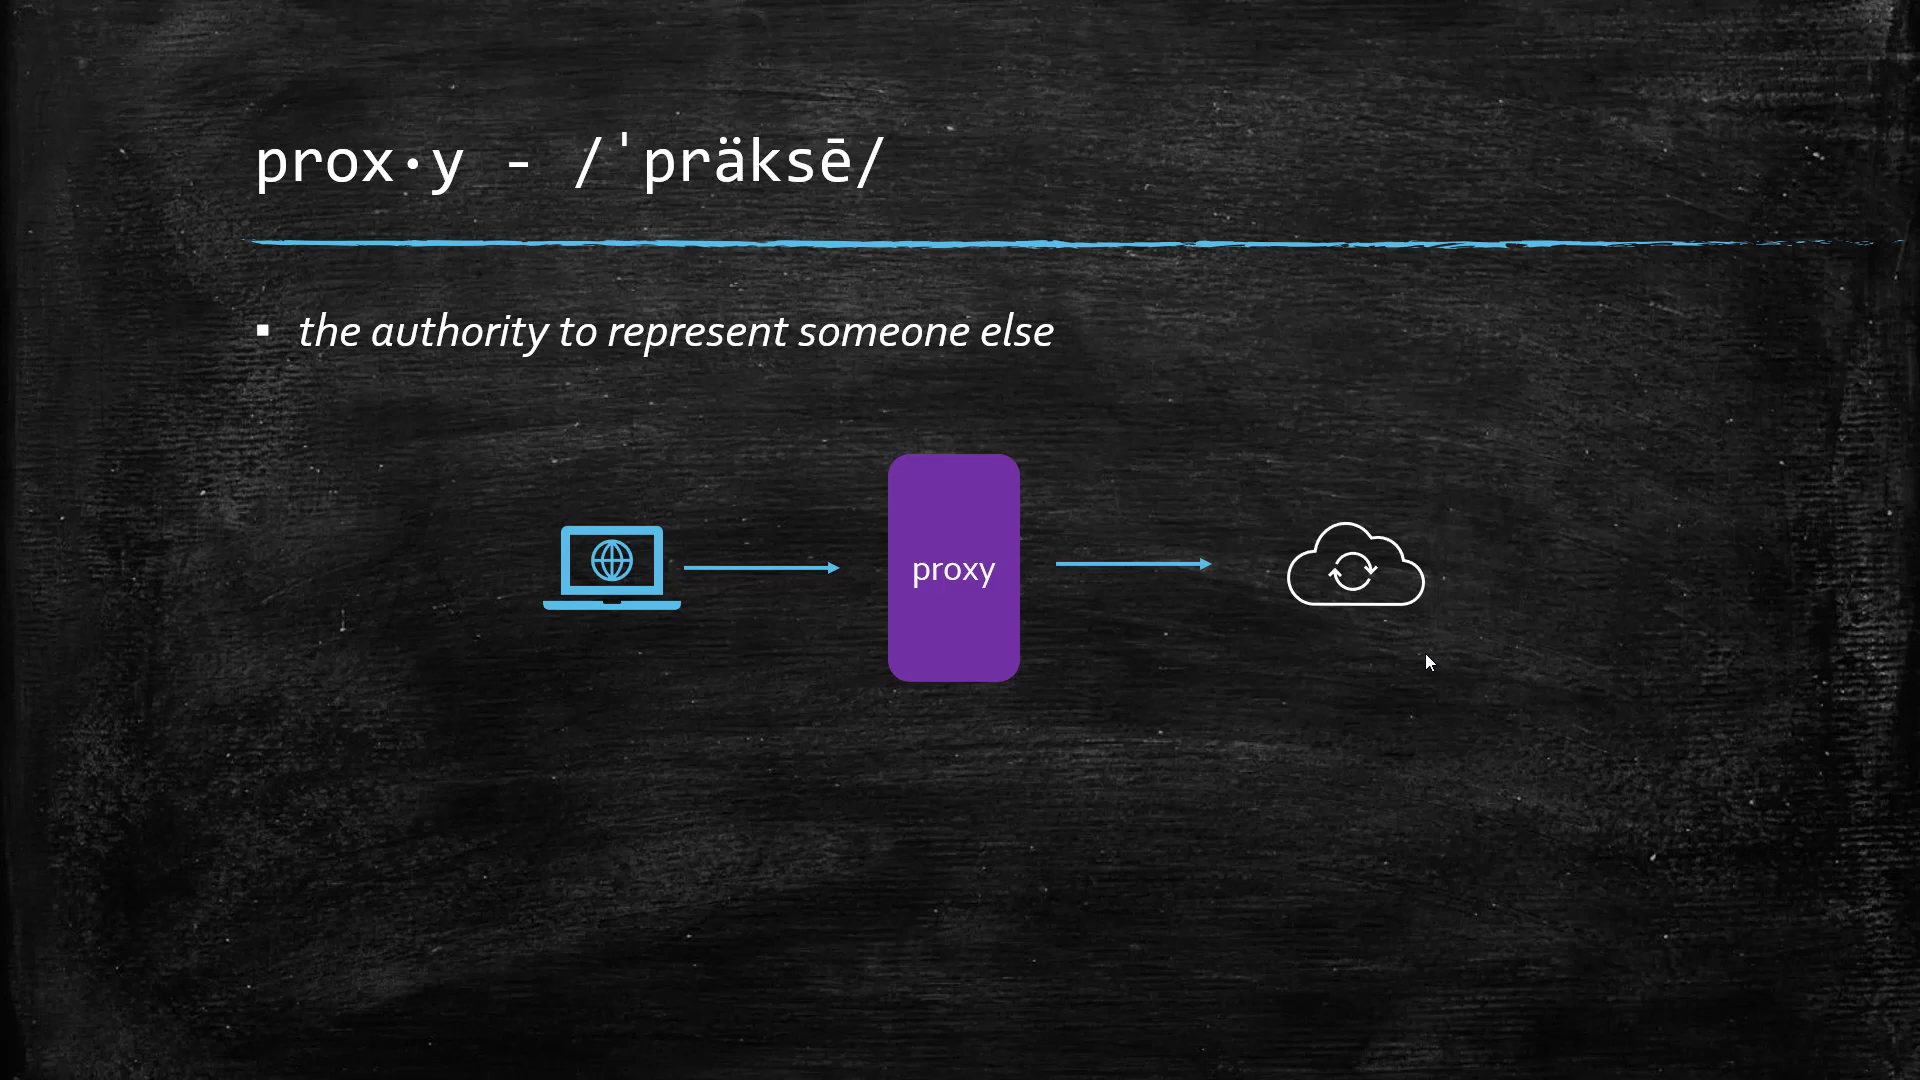 prox·y - /ˈpräksē/
▪ the authority to represent someone else
proxy